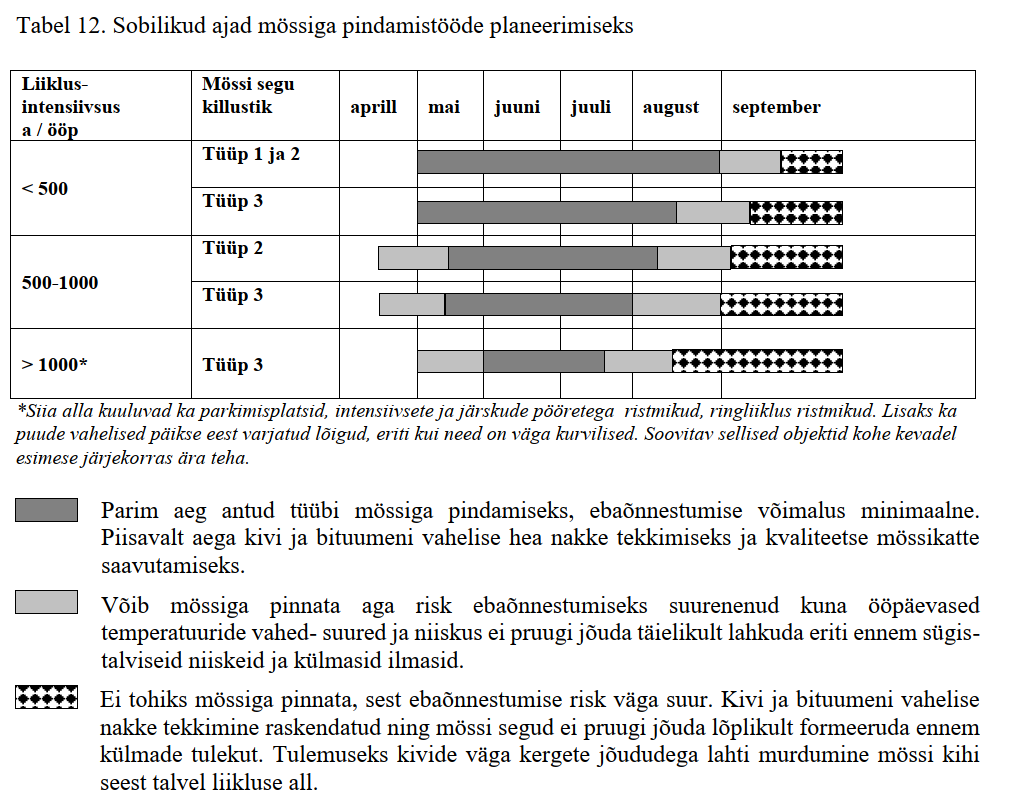 Tabel 12. Sobilikud ajad mössiga pindamistööde planeerimiseks
Liiklus-
intensiivsus
a / ööp
Mössi segu
killustik
aprill
mai
juuni
juuli
august
september
< 500
Tüüp 1 ja 2
Tüüp 3
500-1000
Tüüp 2
Tüüp 3
> 1000*
Tüüp 3
*Siia alla kuuluvad ka parkimisplatsid, intensiivsete ja järskude pööretega ristmikud, ringliiklus ristmikud. Lisaks ka
puude vahelised päikse eest varjatud lõigud, eriti kui need on väga kurvilised. Soovitav sellised objektid kohe kevadel
esimese järjekorras ära teha.
Parim aeg antud tüübi mössiga pindamiseks, ebaõnnestumise võimalus minimaalne.
Piisavalt aega kivi ja bituumeni vahelise hea nakke tekkimiseks ja kvaliteetse mössikatte
saavutamiseks.
Võib mössiga pinnata aga risk ebaõnnestumiseks suurenenud kuna ööpäevased
temperatuuride vahed- suured ja niiskus ei pruugi jõuda täielikult lahkuda eriti ennem sügis-
talviseid niiskeid ja külmasid ilmasid.
Ei tohiks mössiga pinnata, sest ebaõnnestumise risk väga suur. Kivi ja bituumeni vahelise
nakke tekkimine raskendatud ning mössi segud ei pruugi jõuda lõplikult formeeruda ennem
külmade tulekut. Tulemuseks kivide väga kergete jõududega lahti murdumine mössi kihi
seest talvel liikluse all.